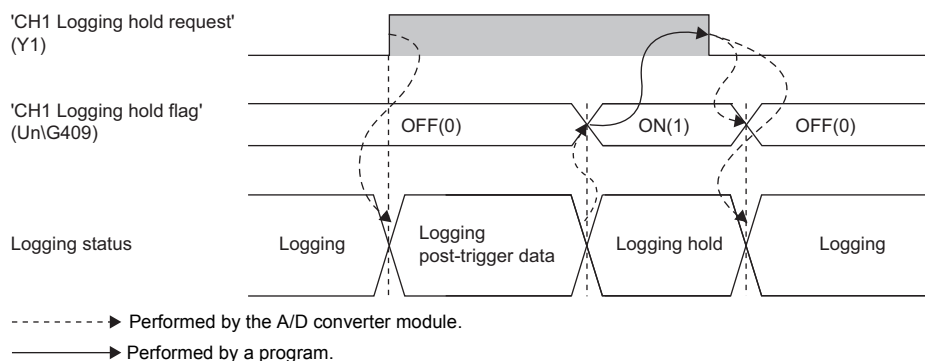 'CH1 Logging hold request'
(Y1)
'CH1 Logging hold flag'
(Un\G409)
OFF(0)
ON(1)
OFF(0)
Logging status
Logging
Logging
post-trigger data
Logging hold
Logging
Performed by the A/D converter module.
Performed by a program.